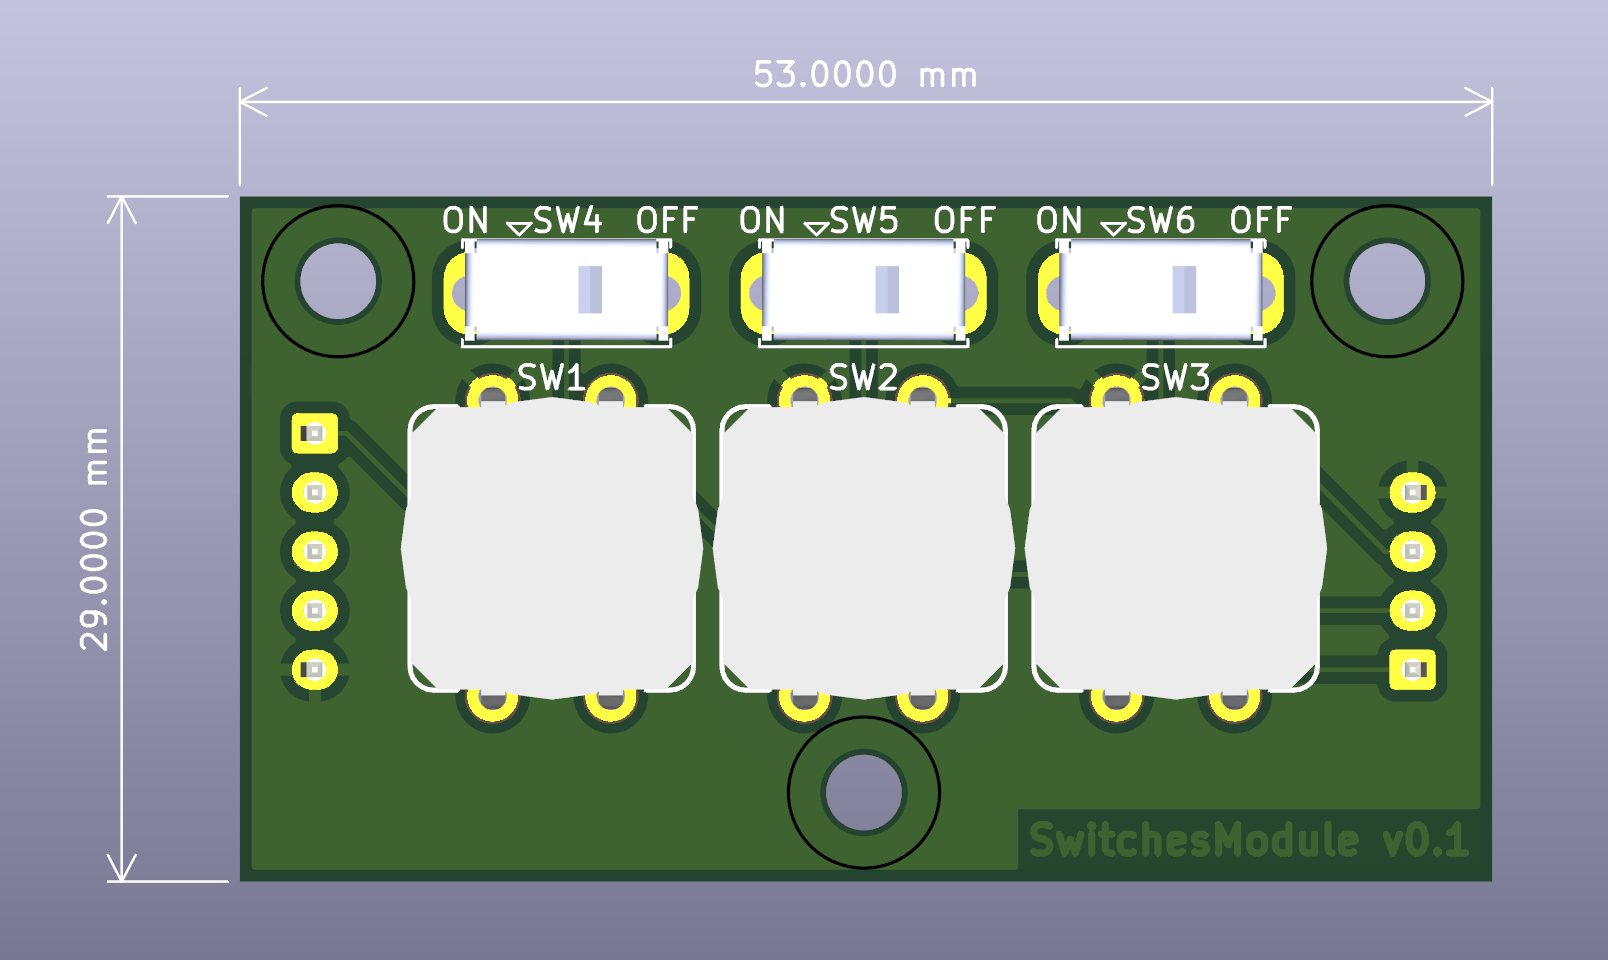 53.0000 mm
29.0000 mm
ON SW4 OFF
ON SW5 OFF
ON SW6 OFF
SW1
SW2
SW3
SwitchesModule v0.1